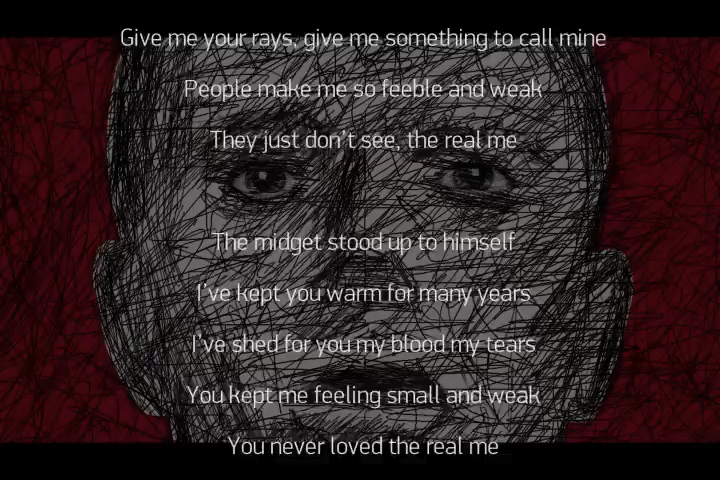 Give me your rays, give me something to call mine
People make me so feeble and weak
They just don't see, the real me
The midget stood up to himself
I've kept you warm for many years
I've shed for you my blood my tears
You kept me feeling small and weak
You never loved the real me